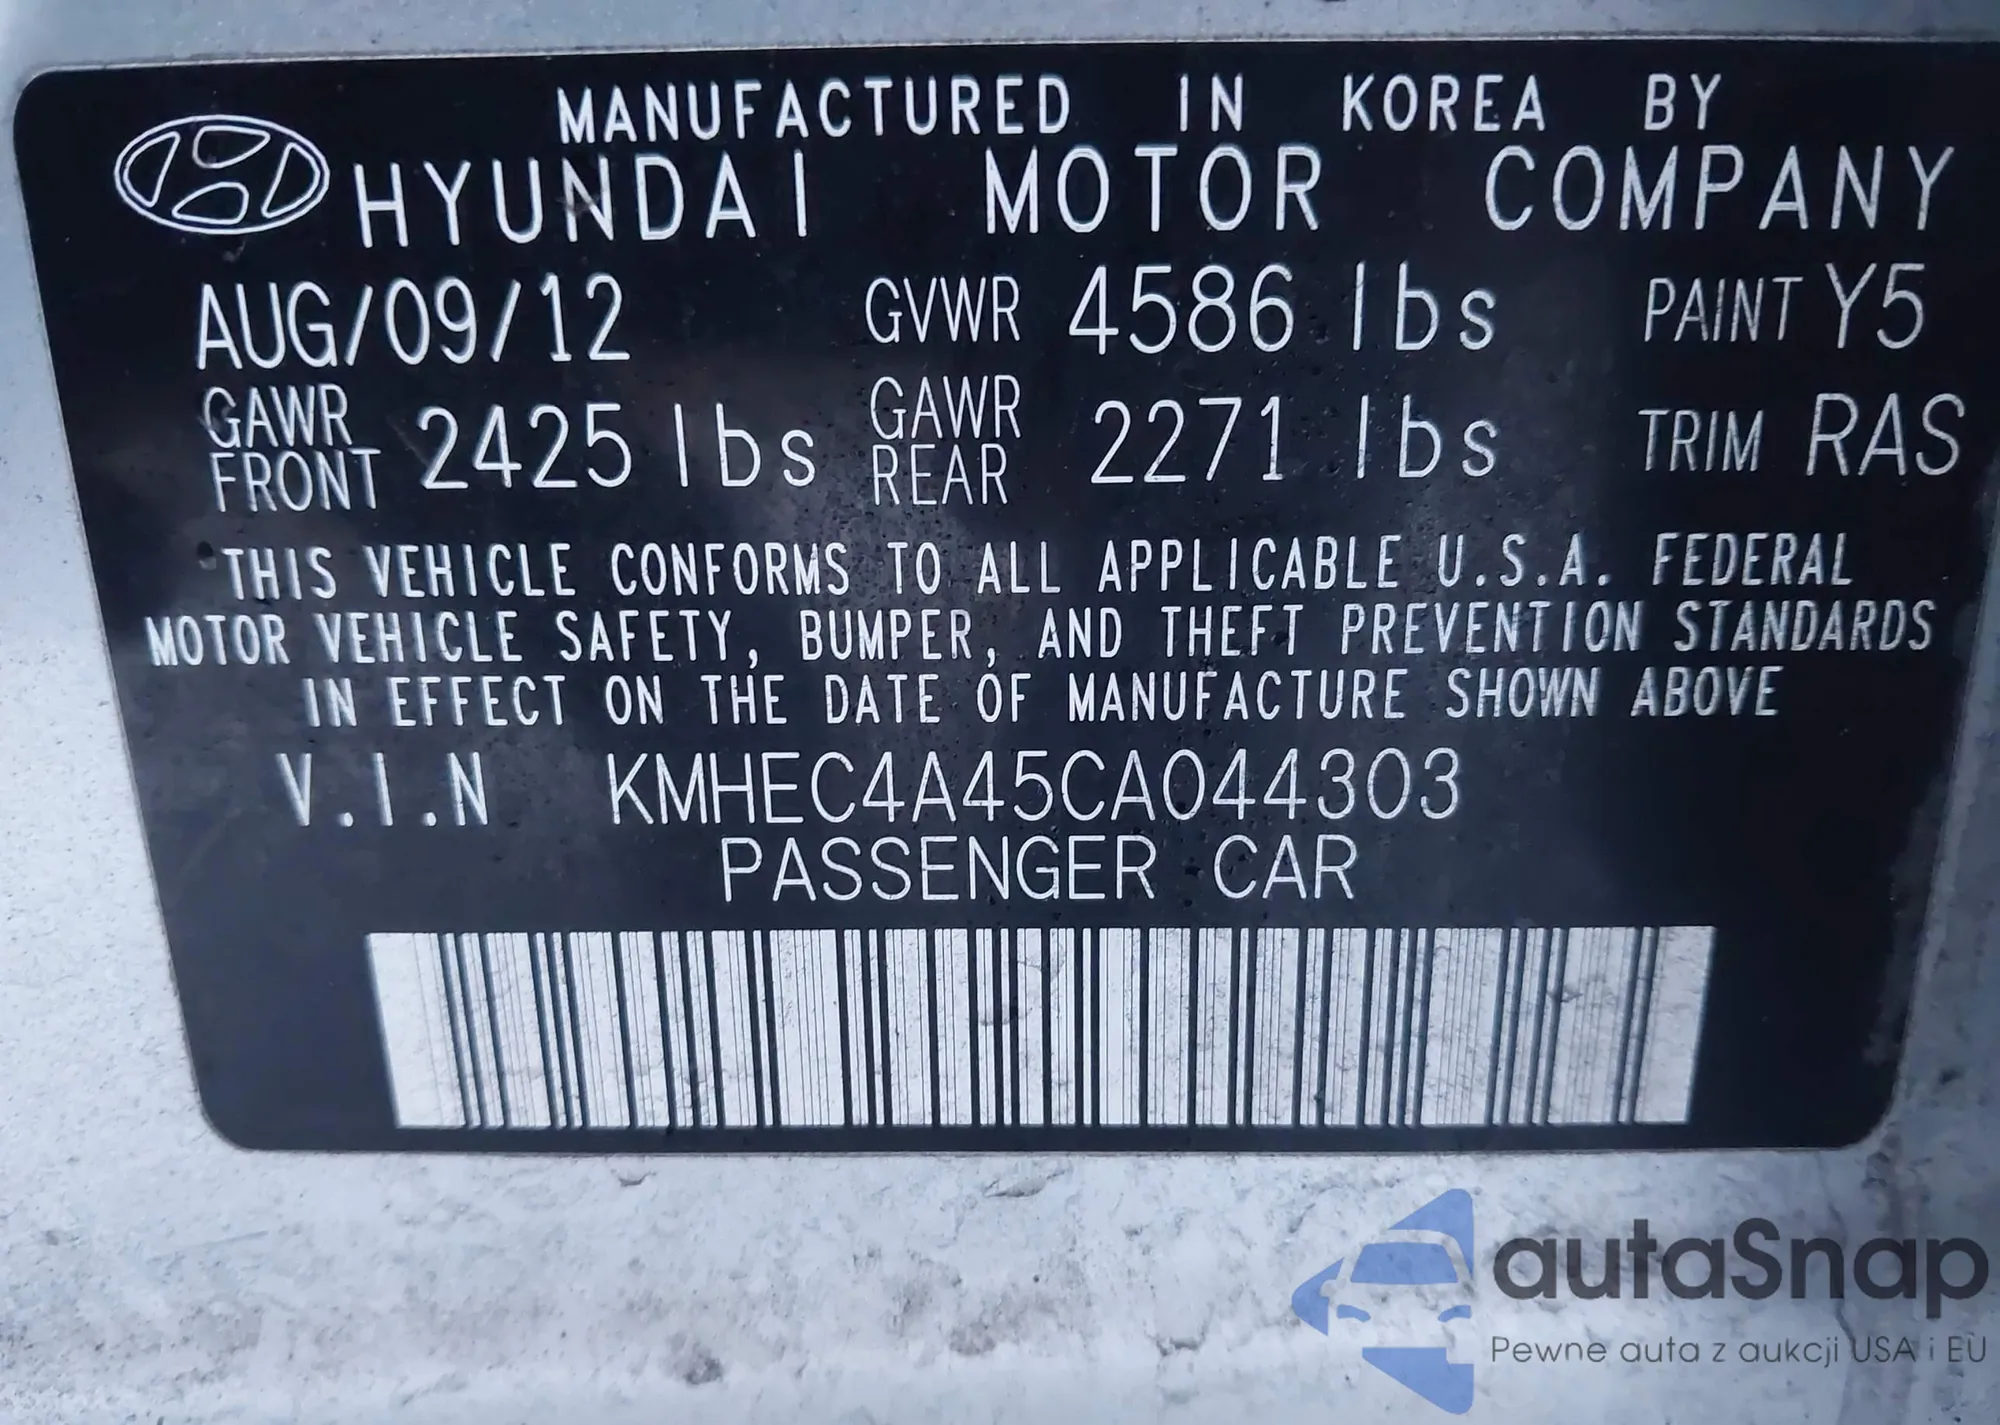 MANUFACTURED IN KOREA BY
HYUNDAI MOTOR COMPANY
AUG/09/12 GVWR 4586 lbs PAINT Y5
GAWR FRONT 2425 lbs GAWR REAR 2271 lbs TRIM RAS
THIS VEHICLE CONFORMS TO ALL APPLICABLE U.S.A. FEDERAL
MOTOR VEHICLE SAFETY, BUMPER, AND THEFT PREVENTION STANDARDS
IN EFFECT ON THE DATE OF MANUFACTURE SHOWN ABOVE
V.I.N KMHEC4A45CA044303
PASSENGER CAR
autaSnap
Pewne auta z aukcji USA i EU